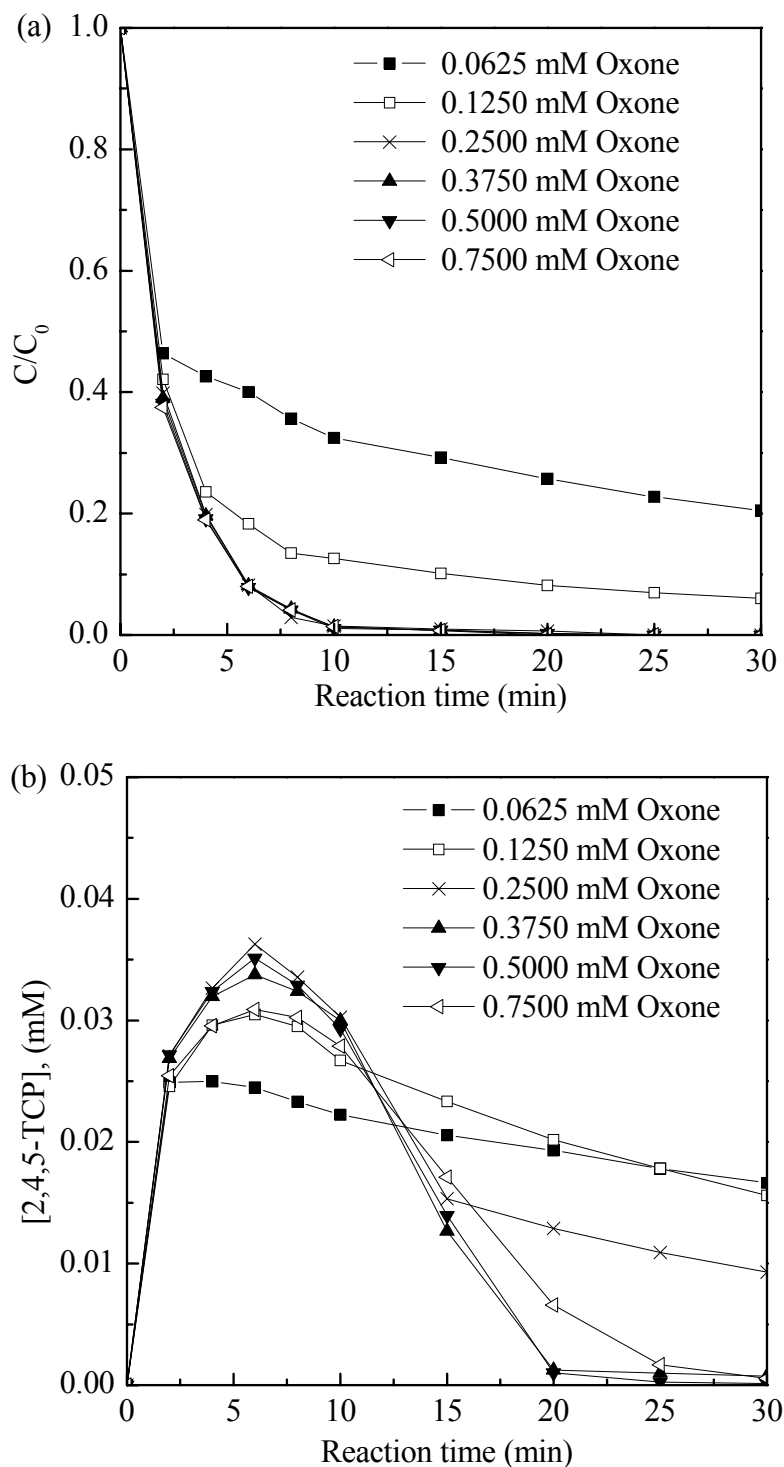 (a)
1.0
0.8
0.6
0.4
0.2
0.0
C/C₀
0.0625 mM Oxone
0.1250 mM Oxone
0.2500 mM Oxone
0.3750 mM Oxone
0.5000 mM Oxone
0.7500 mM Oxone
0 5 10 15 20 25 30
Reaction time (min)
(b)
0.05
0.04
0.03
0.02
0.01
0.00
[2,4,5-TCP], (mM)
0.0625 mM Oxone
0.1250 mM Oxone
0.2500 mM Oxone
0.3750 mM Oxone
0.5000 mM Oxone
0.7500 mM Oxone
0 5 10 15 20 25 30
Reaction time (min)